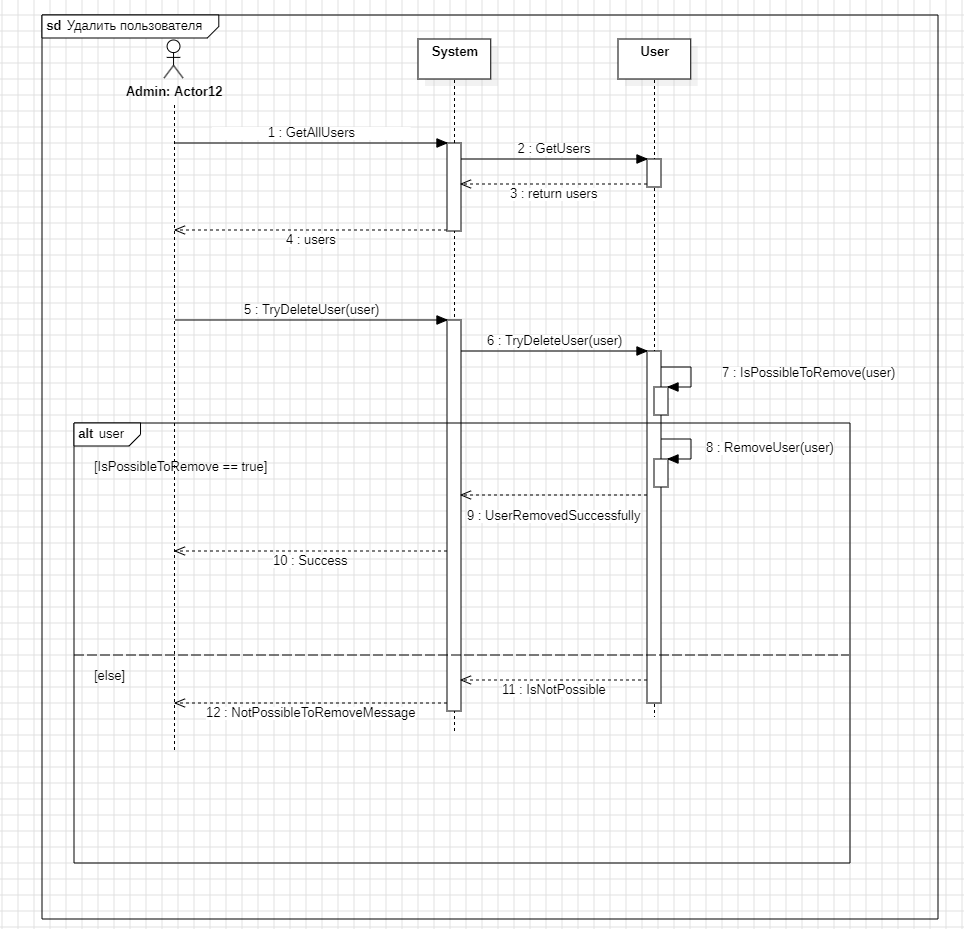 sd Удалить пользователя
System
User
Admin: Actor12
1 : GetAllUsers
2 : GetUsers
3 : return users
4 : users
5 : TryDeleteUser(user)
6 : TryDeleteUser(user)
7 : IsPossibleToRemove(user)
alt user
8 : RemoveUser(user)
[IsPossibleToRemove == true]
9 : UserRemovedSuccessfully
10 : Success
[else]
11 : IsNotPossible
12 : NotPossibleToRemoveMessage